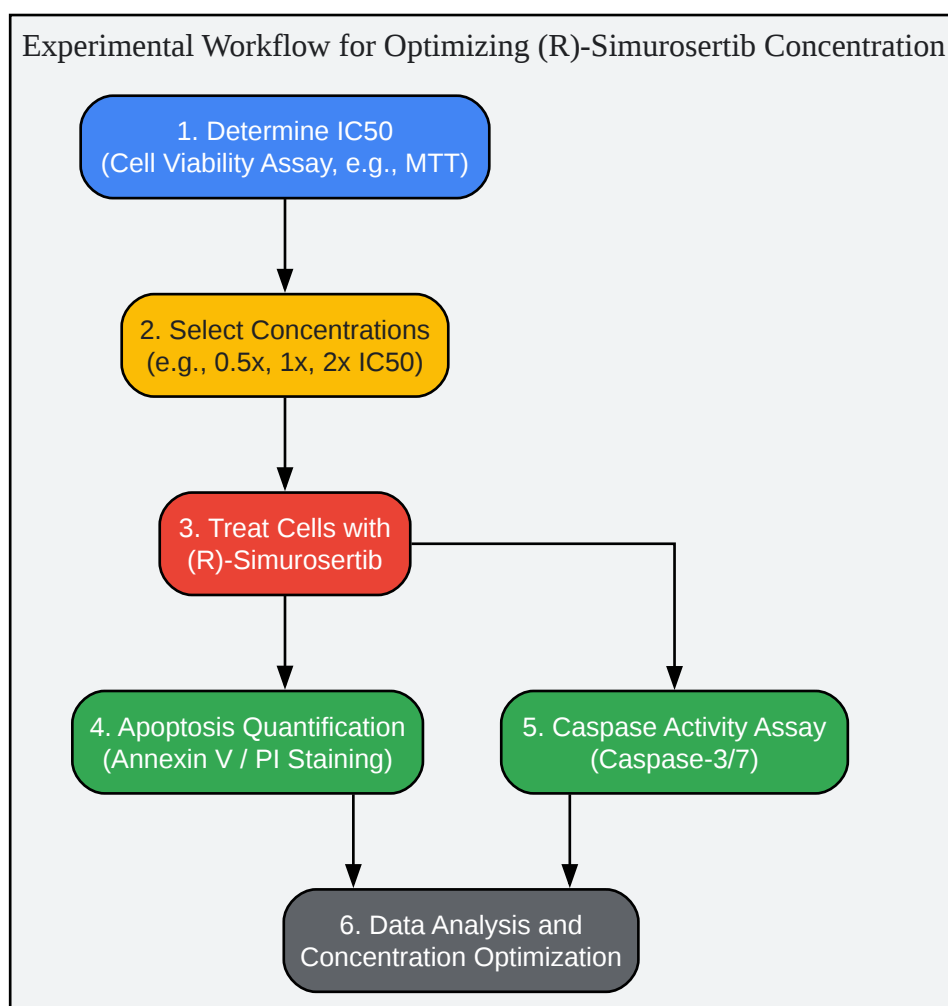 Experimental Workflow for Optimizing (R)-Simurosertib Concentration
1. Determine IC50
(Cell Viability Assay, e.g., MTT)
2. Select Concentrations
(e.g., 0.5x, 1x, 2x IC50)
3. Treat Cells with
(R)-Simurosertib
4. Apoptosis Quantification
(Annexin V / PI Staining)
5. Caspase Activity Assay
(Caspase-3/7)
6. Data Analysis and
Concentration Optimization